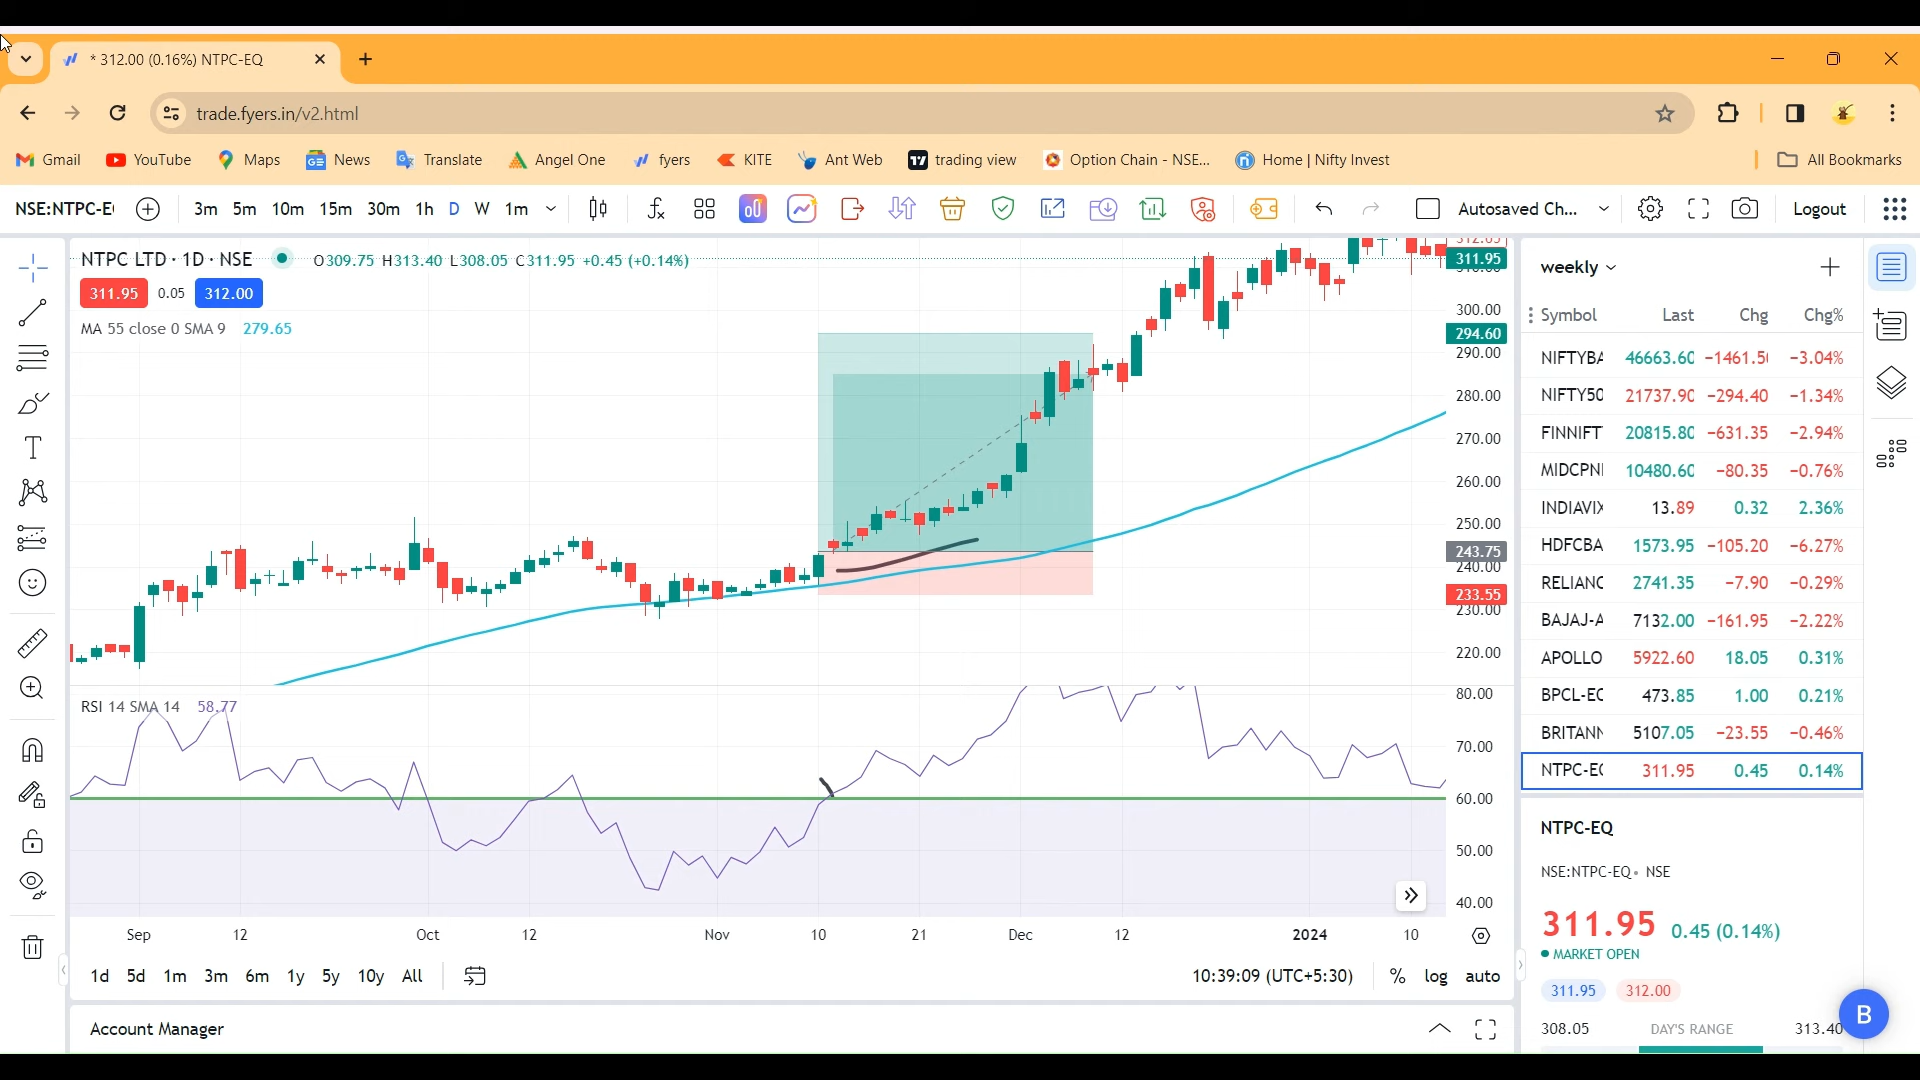 * 312.00 (0.16%) NTPC-EQ
trade.fyers.in/v2.html
Gmail YouTube Maps News Translate Angel One fyers KITE Ant Web trading view Option Chain - NSE... Home | Nifty Invest All Bookmarks
NSE:NTPC-E 3m 5m 10m 15m 30m 1h D W 1m Autosaved Ch... Logout
NTPC LTD · 1D · NSE O309.75 H313.40 L308.05 C311.95 +0.45 (+0.14%)
311.95 0.05 312.00
MA 55 close 0 SMA 9 279.65
312.05
311.95
300.00
294.60
290.00
280.00
270.00
260.00
250.00
243.75
240.00
233.55
230.00
220.00
RSI 14 SMA 14 58.77
80.00
70.00
60.00
50.00
40.00
Sep 12 Oct 12 Nov 10 21 Dec 12 2024 10
1d 5d 1m 3m 6m 1y 5y 10y All 10:39:09 (UTC+5:30) % log auto
Account Manager
weekly
Symbol Last Chg Chg%
NIFTYBA 46663.60 -1461.5 -3.04%
NIFTY50 21737.90 -294.40 -1.34%
FINNIFT 20815.80 -631.35 -2.94%
MIDCPNI 10480.60 -80.35 -0.76%
INDIAVIX 13.89 0.32 2.36%
HDFCBA 1573.95 -105.20 -6.27%
RELIANC 2741.35 -7.90 -0.29%
BAJAJ-A 7132.00 -161.95 -2.22%
APOLLO 5922.60 18.05 0.31%
BPCL-EC 473.85 1.00 0.21%
BRITANN 5107.05 -23.55 -0.46%
NTPC-EC 311.95 0.45 0.14%
NTPC-EQ
NSE:NTPC-EQ • NSE
311.95 0.45 (0.14%)
MARKET OPEN
311.95 312.00
B
308.05 DAY'S RANGE 313.40